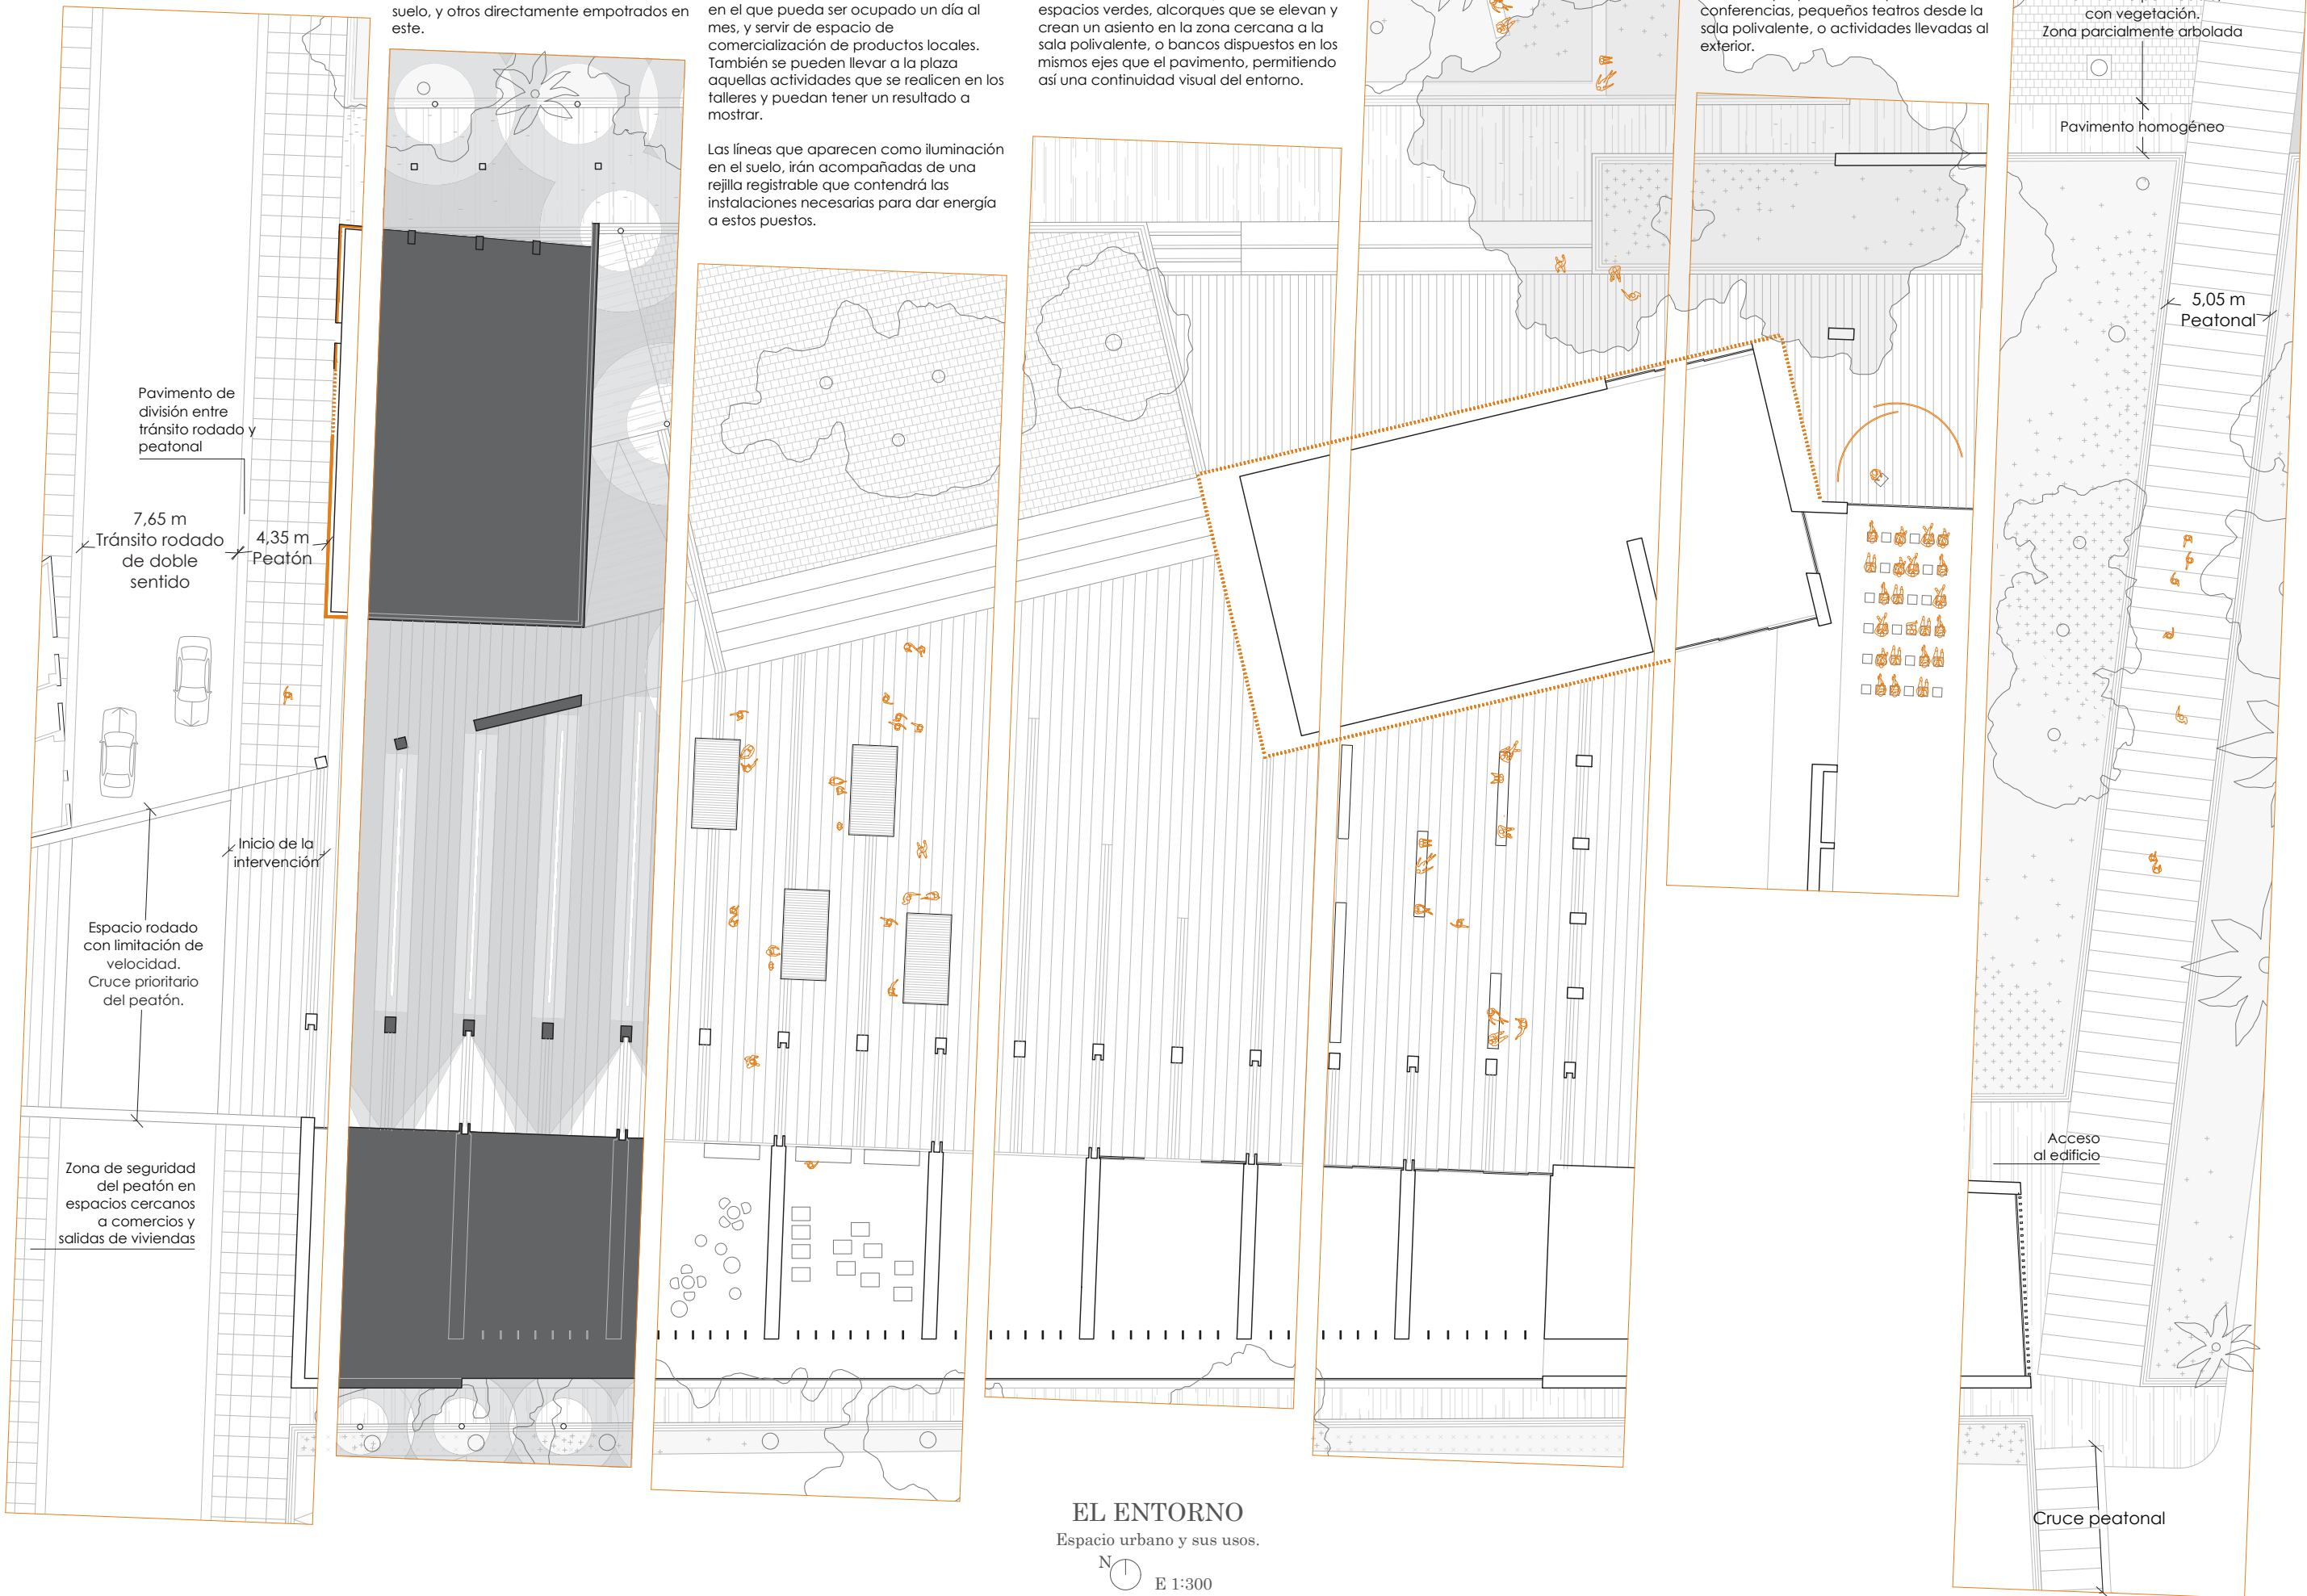 suelo, y otros directamente empotrados en
este.
en el que pueda ser ocupado un día al
mes, y servir de espacio de
comercialización de productos locales.
También se pueden llevar a la plaza
aquellas actividades que se realicen en los
talleres y puedan tener un resultado a
mostrar.
Las líneas que aparecen como iluminación
en el suelo, irán acompañadas de una
rejilla registrable que contendrá las
instalaciones necesarias para dar energía
a estos puestos.
espacios verdes, alcorques que se elevan y
crean un asiento en la zona cercana a la
sala polivalente, o bancos dispuestos en los
mismos ejes que el pavimento, permitiendo
así una continuidad visual del entorno.
conferencias, pequeños teatros desde la
sala polivalente, o actividades llevadas al
exterior.
con vegetación.
Zona parcialmente arbolada
Pavimento homogéneo
5,05 m
Peatonal
Pavimento de
división entre
tránsito rodado y
peatonal
7,65 m
Tránsito rodado
de doble
sentido
4,35 m
Peatón
Inicio de la
intervención
Espacio rodado
con limitación de
velocidad.
Cruce prioritario
del peatón.
Zona de seguridad
del peatón en
espacios cercanos
a comercios y
salidas de viviendas
Acceso
al edificio
Cruce peatonal
EL ENTORNO
Espacio urbano y sus usos.
N
E 1:300